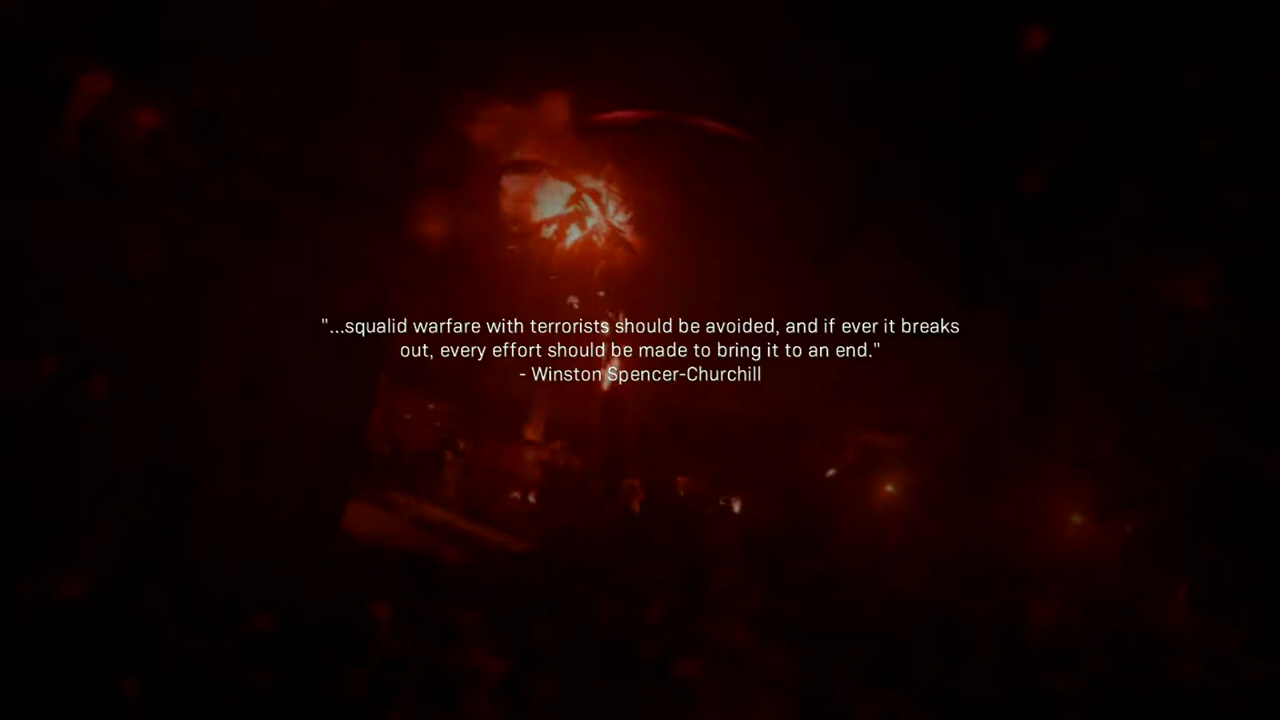 "...squalid warfare with terrorists should be avoided, and if ever it breaks
out, every effort should be made to bring it to an end."
- Winston Spencer-Churchill